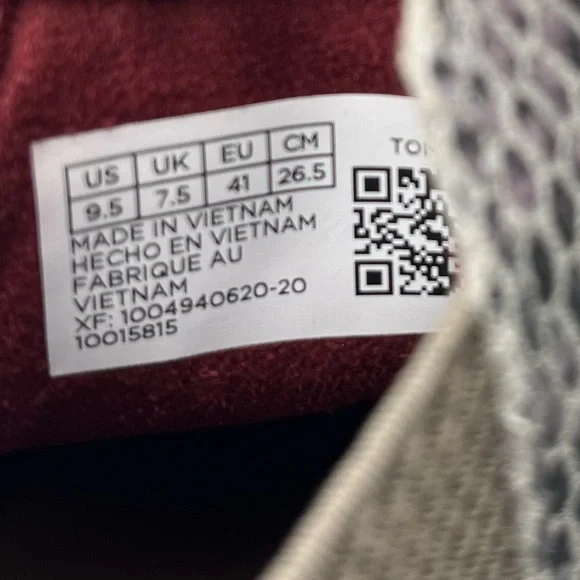 US UK EU CM
9.5 7.5 41 26.5
MADE IN VIETNAM
HECHO EN VIETNAM
FABRIQUE AU
VIETNAM
XF: 1004940620-20
10015815